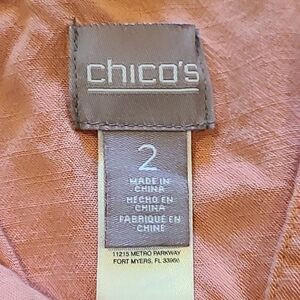 chico's
2
MADE IN
CHINA
HECHO EN
CHINA
FABRIQUÉ EN
CHINE
11215 METRO PARKWAY
FORT MYERS, FL 33966